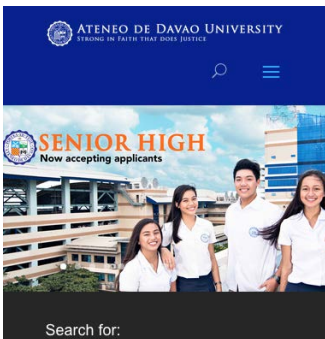 ATENEO DE DAVAO UNIVERSITY
STRONG IN FAITH THAT DOES JUSTICE
SENIOR HIGH
Now accepting applicants
Search for: